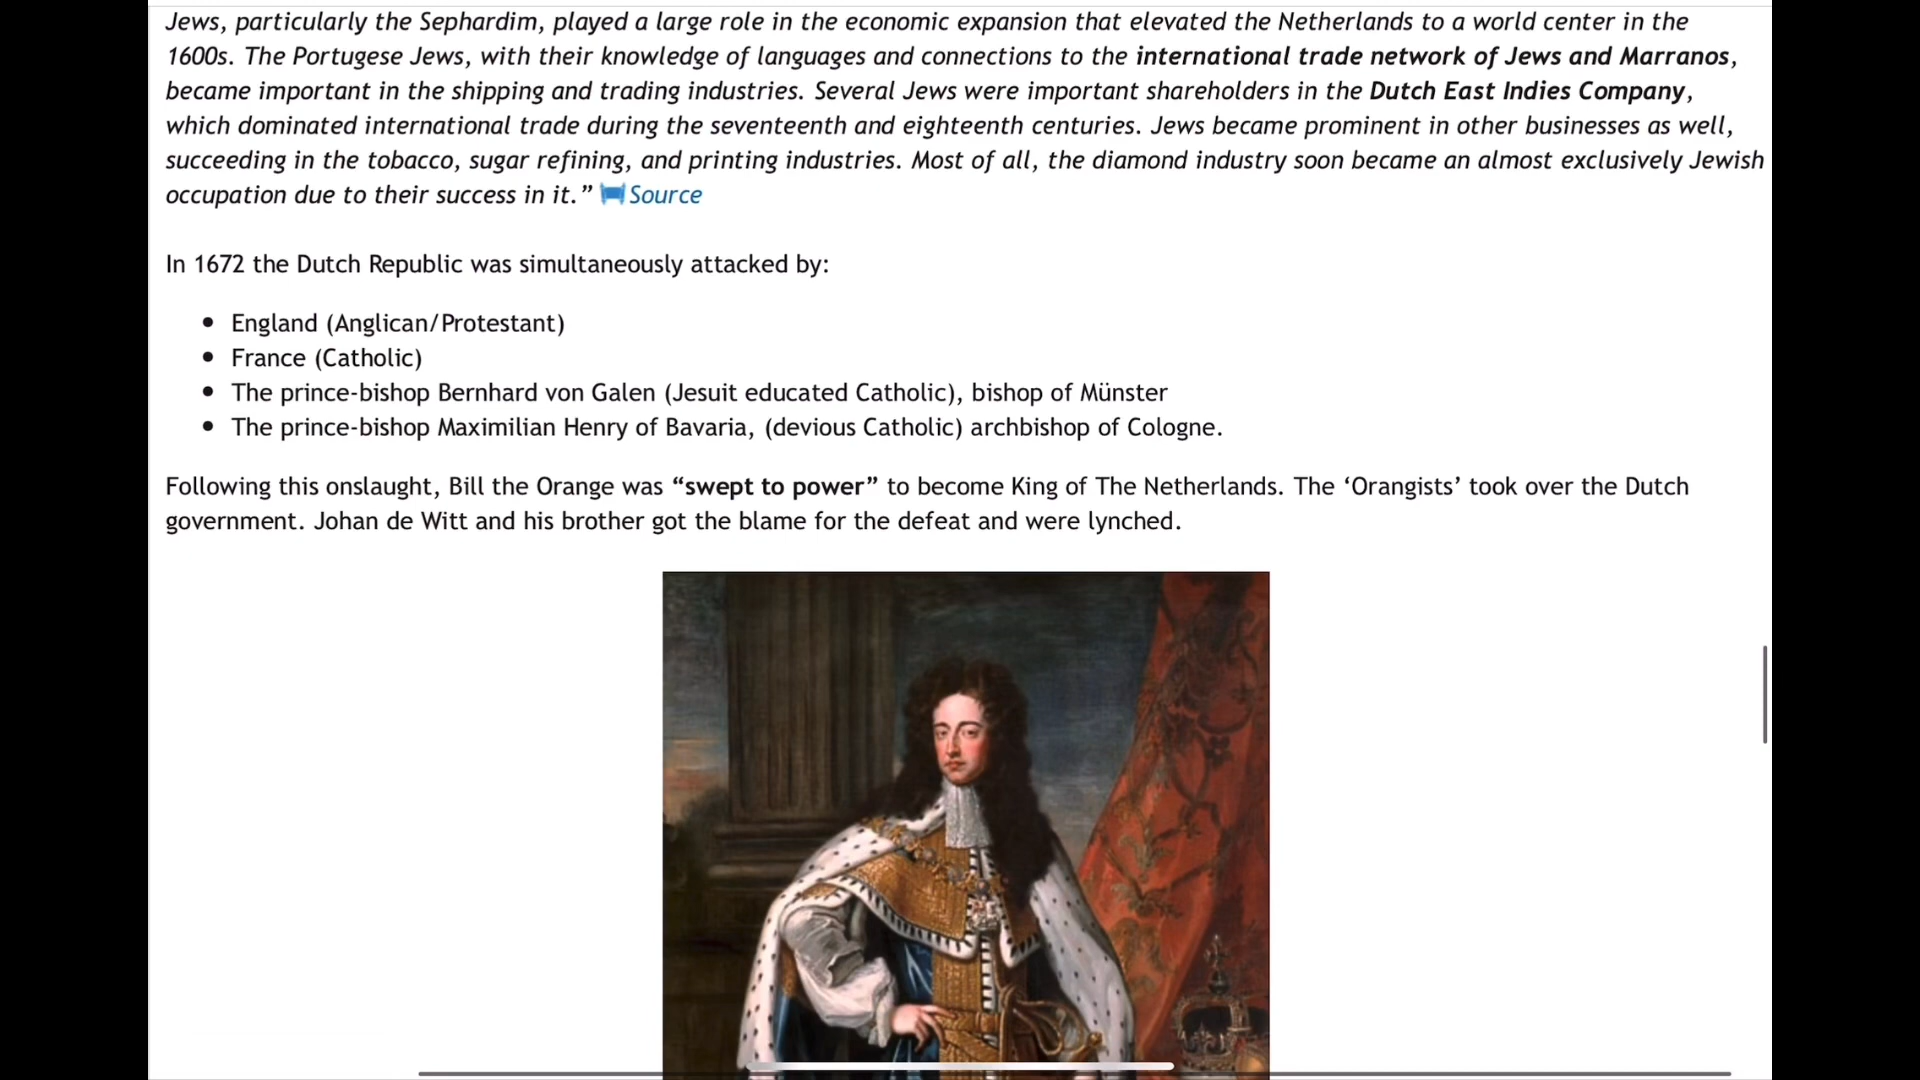 Jews, particularly the Sephardim, played a large role in the economic expansion that elevated the Netherlands to a world center in the
1600s. The Portugese Jews, with their knowledge of languages and connections to the international trade network of Jews and Marranos,
became important in the shipping and trading industries. Several Jews were important shareholders in the Dutch East Indies Company,
which dominated international trade during the seventeenth and eighteenth centuries. Jews became prominent in other businesses as well,
succeeding in the tobacco, sugar refining, and printing industries. Most of all, the diamond industry soon became an almost exclusively Jewish
occupation due to their success in it.” Source
In 1672 the Dutch Republic was simultaneously attacked by:
• England (Anglican/Protestant)
• France (Catholic)
• The prince-bishop Bernhard von Galen (Jesuit educated Catholic), bishop of Münster
• The prince-bishop Maximilian Henry of Bavaria, (devious Catholic) archbishop of Cologne.
Following this onslaught, Bill the Orange was “swept to power” to become King of The Netherlands. The ‘Orangists’ took over the Dutch
government. Johan de Witt and his brother got the blame for the defeat and were lynched.